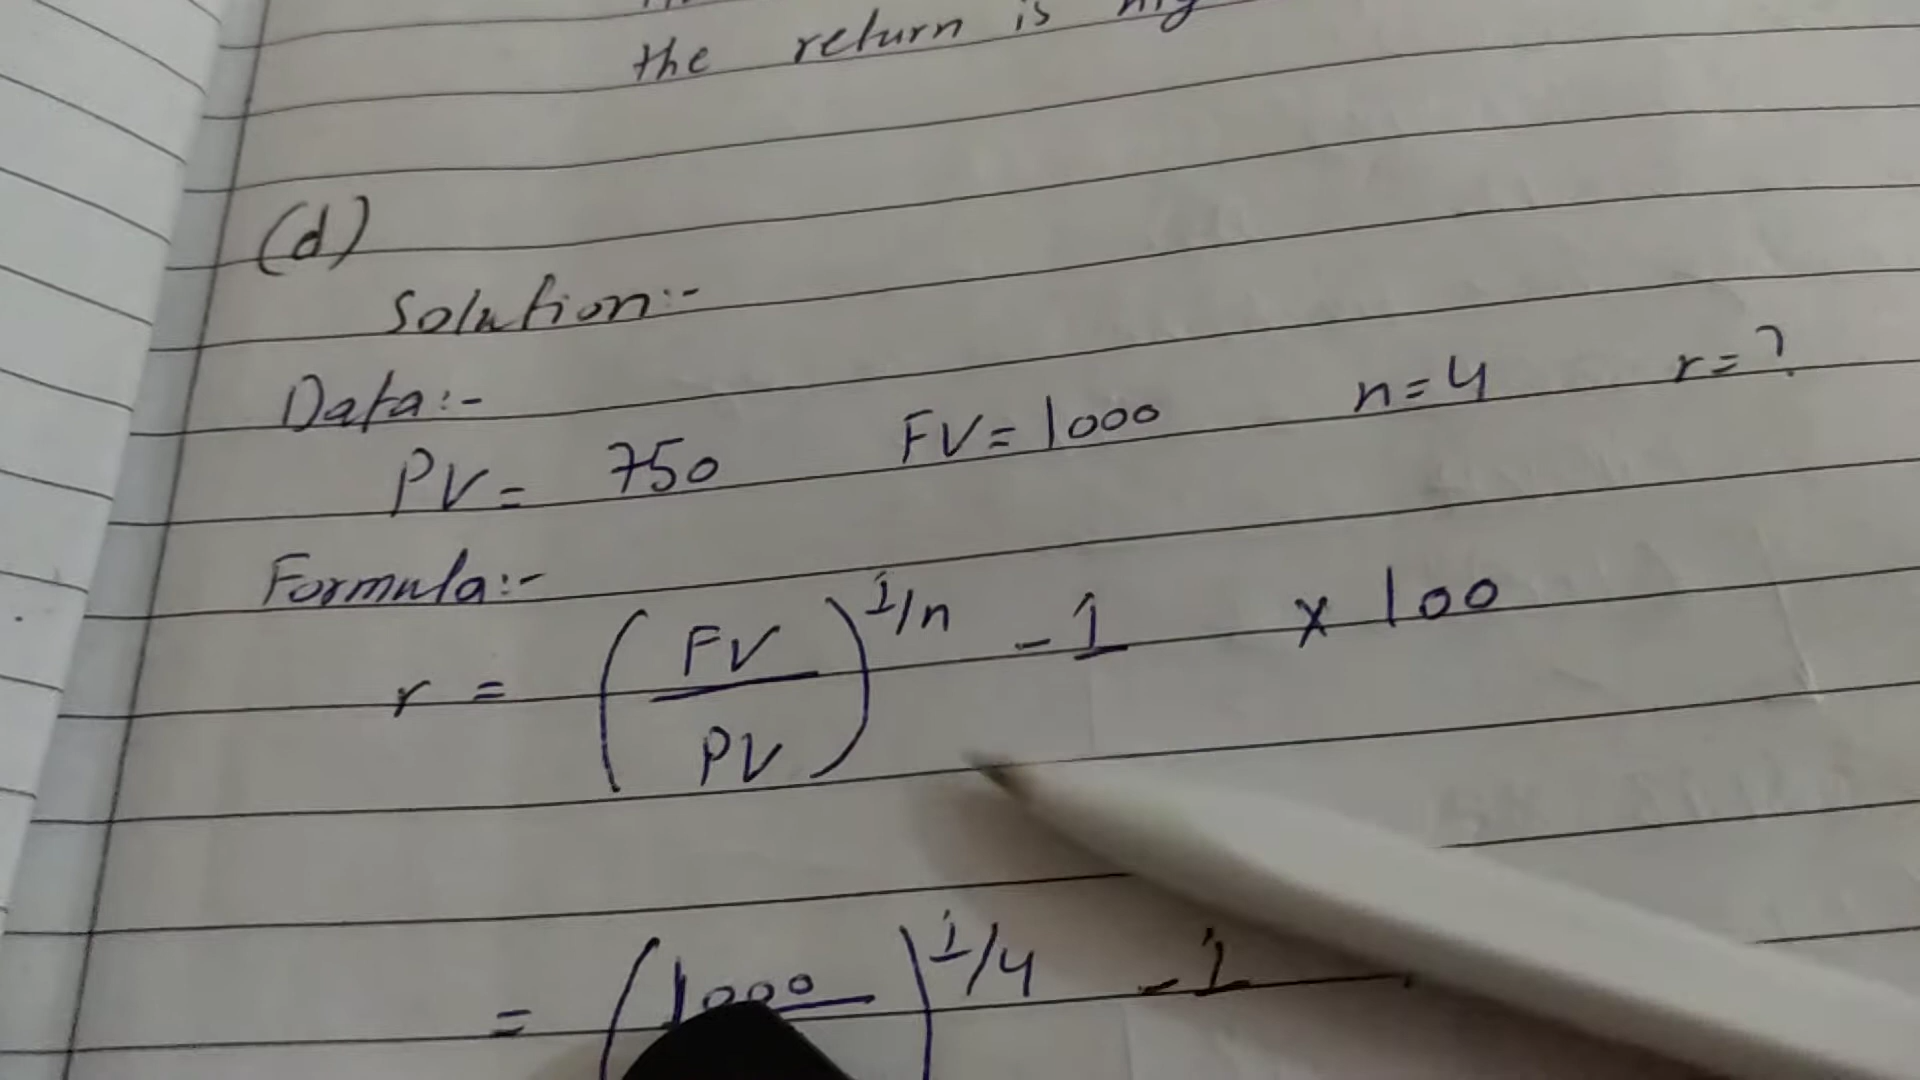 the return is
(d)
Solution:-
Data:-
PV = 750 FV = 1000 n = 4 r = ?
Formula:-
r = (FV/PV)^1/n - 1 x 100
= (1000 )^1/4 - 1